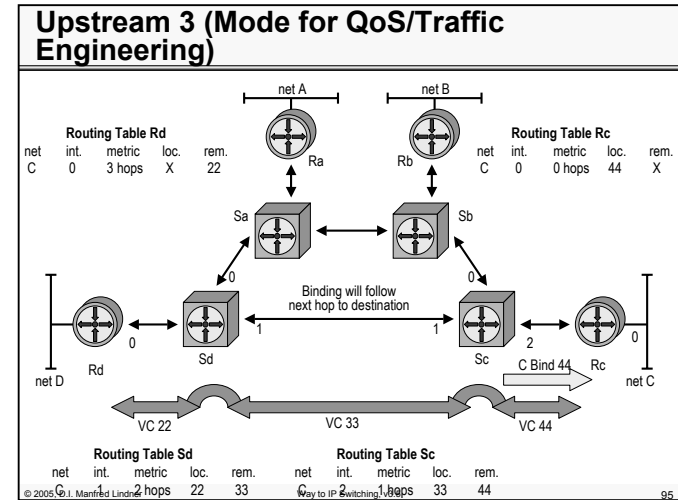 Upstream 3 (Mode for QoS/Traffic
Engineering)
net A
net B
Routing Table Rd
net int. metric loc. rem.
C 0 3 hops X 22
Routing Table Rc
net int. metric loc. rem.
C 0 0 hops 44 X
Ra
Rb
Sa
Sb
0
0
Binding will follow
next hop to destination
0
1
1
2
0
Rd
Sd
Sc
Rc
net D
C Bind 44
net C
VC 22
VC 33
VC 44
Routing Table Sd
net int. metric loc. rem.
C 1 2 hops 22 33
Routing Table Sc
net int. metric loc. rem.
C 2 1 hops 33 44
© 2005, D.I. Manfred Lindner
Way to IP Switching,
95